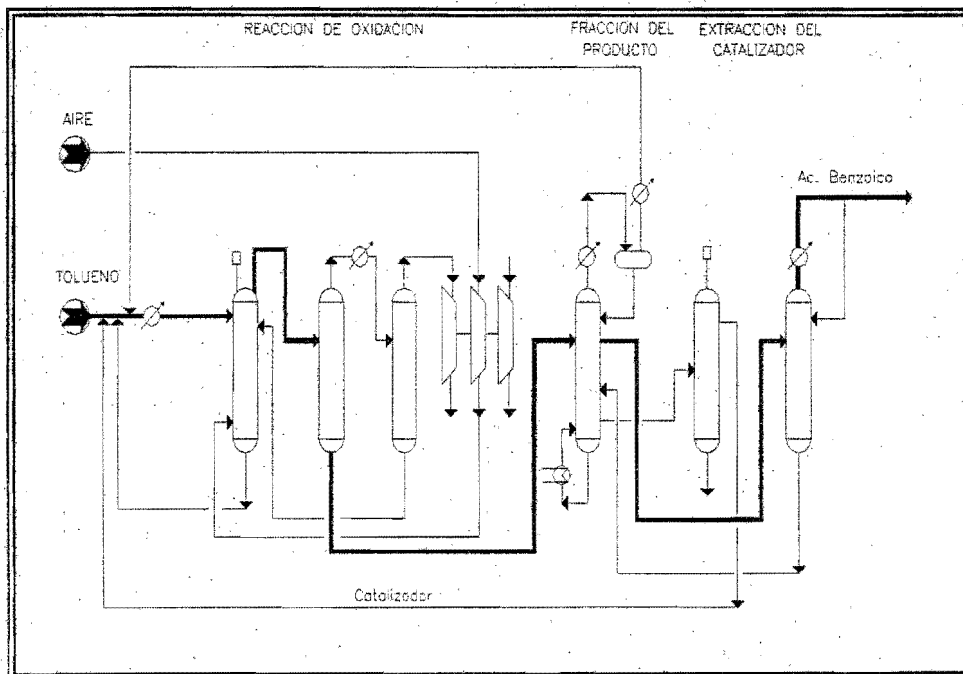 REACCION DE OXIDACION
FRACCION DEL
PRODUCTO
EXTRACCION DEL
CATALIZADOR
AIRE
Ac. Benzoico
TOLUENO
Catalizador